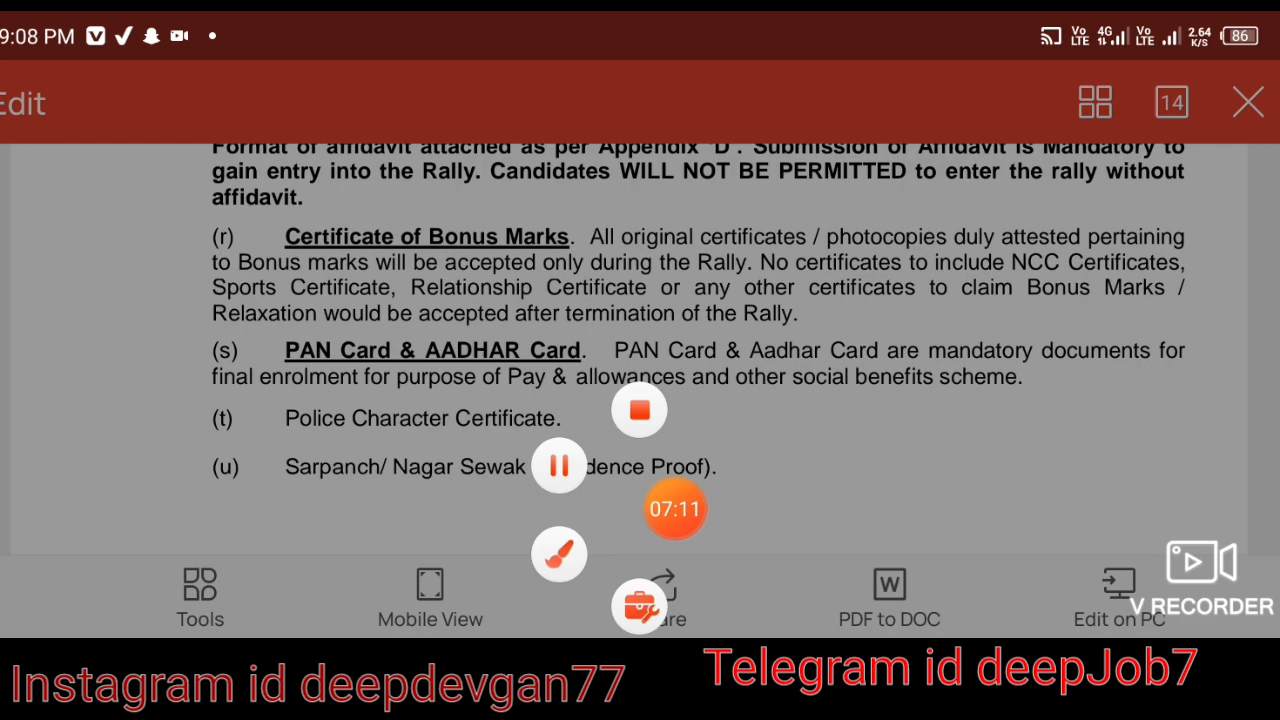 9:08 PM
Vo LTE 4G Vo LTE 2.64 K/S 86
Edit
14
Format of affidavit attached as per Appendix 'D'. Submission of Affidavit is Mandatory to
gain entry into the Rally. Candidates WILL NOT BE PERMITTED to enter the rally without
affidavit.
(r) Certificate of Bonus Marks. All original certificates / photocopies duly attested pertaining
to Bonus marks will be accepted only during the Rally. No certificates to include NCC Certificates,
Sports Certificate, Relationship Certificate or any other certificates to claim Bonus Marks /
Relaxation would be accepted after termination of the Rally.
(s) PAN Card & AADHAR Card. PAN Card & Aadhar Card are mandatory documents for
final enrolment for purpose of Pay & allowances and other social benefits scheme.
(t) Police Character Certificate.
(u) Sarpanch/ Nagar Sewak dence Proof).
07:11
Tools
Mobile View
are
W
PDF to DOC
Edit on PC
V RECORDER
Instagram id deepdevgan77
Telegram id deepJob7